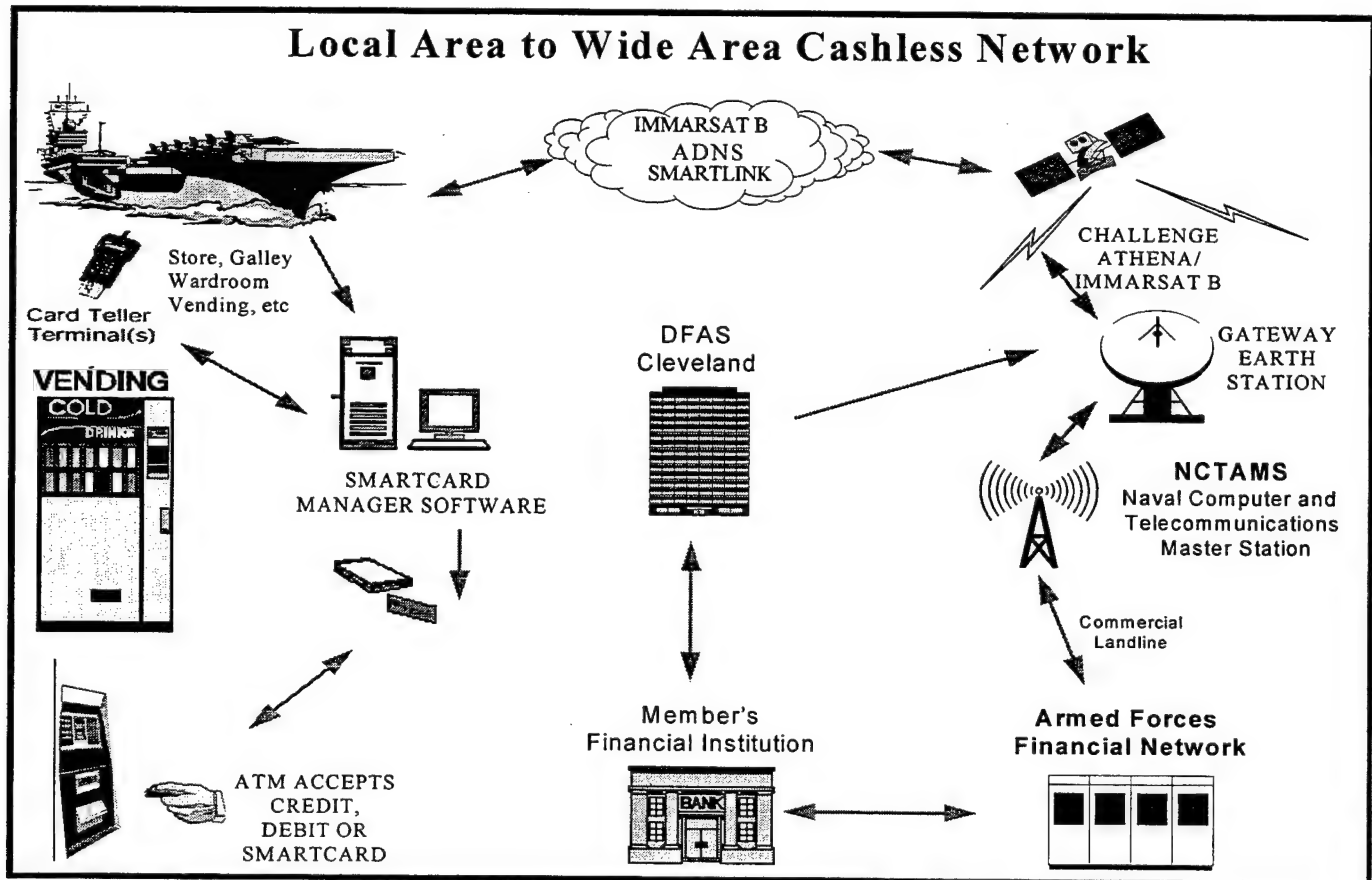 Local Area to Wide Area Cashless Network
IMMARSAT B
ADNS
SMARTLINK
Store, Galley
Wardroom
Vending, etc
Card Teller
Terminal(s)
CHALLENGE
ATHENA/
IMMARSAT B
DFAS
Cleveland
GATEWAY
EARTH
STATION
VENDING
COLD
DRINKS
SMARTCARD
MANAGER SOFTWARE
NCTAMS
Naval Computer and
Telecommunications
Master Station
Commercial
Landline
Member's
Financial Institution
BANK
Armed Forces
Financial Network
ATM ACCEPTS
CREDIT,
DEBIT OR
SMARTCARD